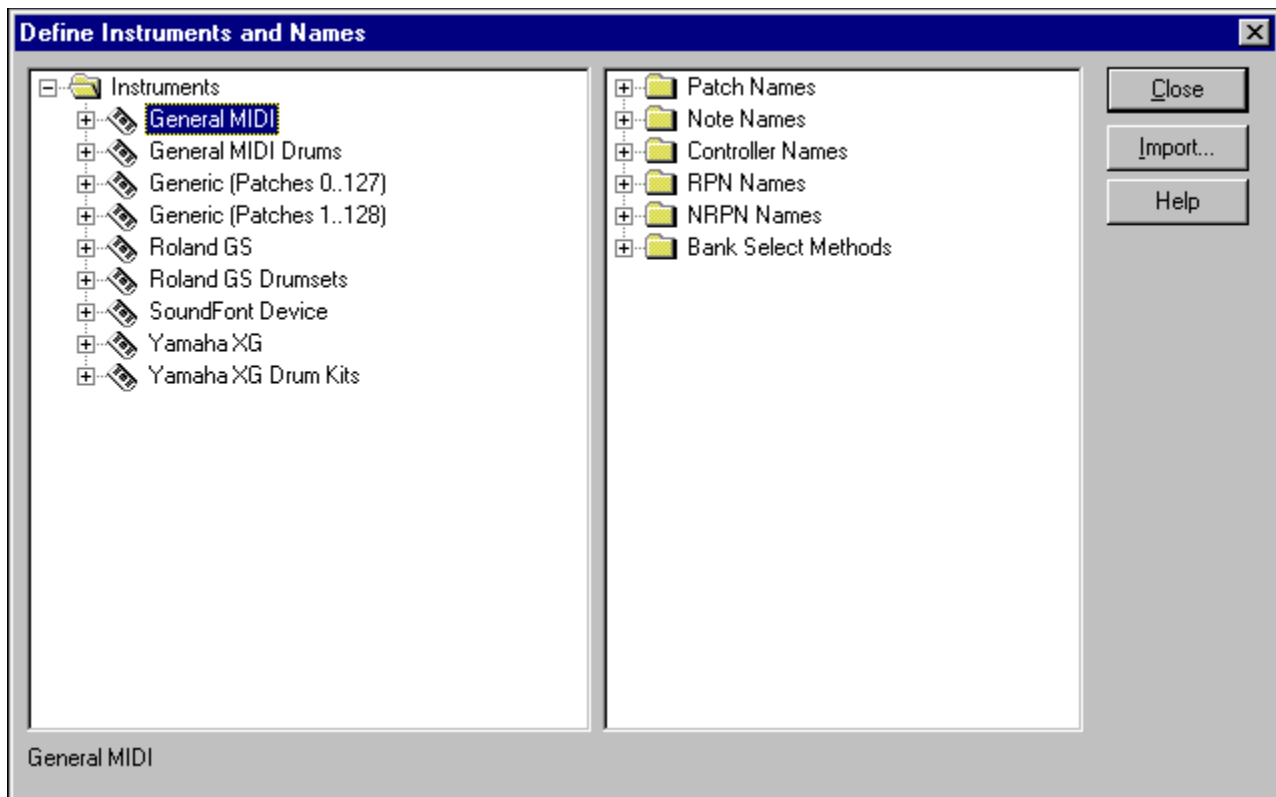 Define Instruments and Names
Instruments
General MIDI
General MIDI Drums
Generic (Patches 0..127)
Generic (Patches 1..128)
Roland GS
Roland GS Drumsets
SoundFont Device
Yamaha XG
Yamaha XG Drum Kits
Patch Names
Note Names
Controller Names
RPN Names
NRPN Names
Bank Select Methods
Close
Import...
Help
General MIDI